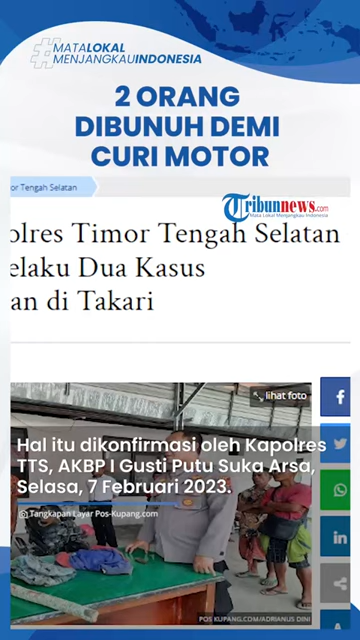 #MATALOKAL
MENJANGKAUINDONESIA
2 ORANG
DIBUNUH DEMI
CURI MOTOR
or Tengah Selatan
Tribunnews.com
Mata Lokal Menjangkau Indonesia
olres Timor Tengah Selatan
elaku Dua Kasus
an di Takari
lihat foto
Hal itu dikonfirmasi oleh Kapolres
TTS, AKBP I Gusti Putu Suka Arsa,
Selasa, 7 Februari 2023.
Tangkapan Layar Pos-Kupang.com
POS KUPANG.COM/ADRIANUS DINI